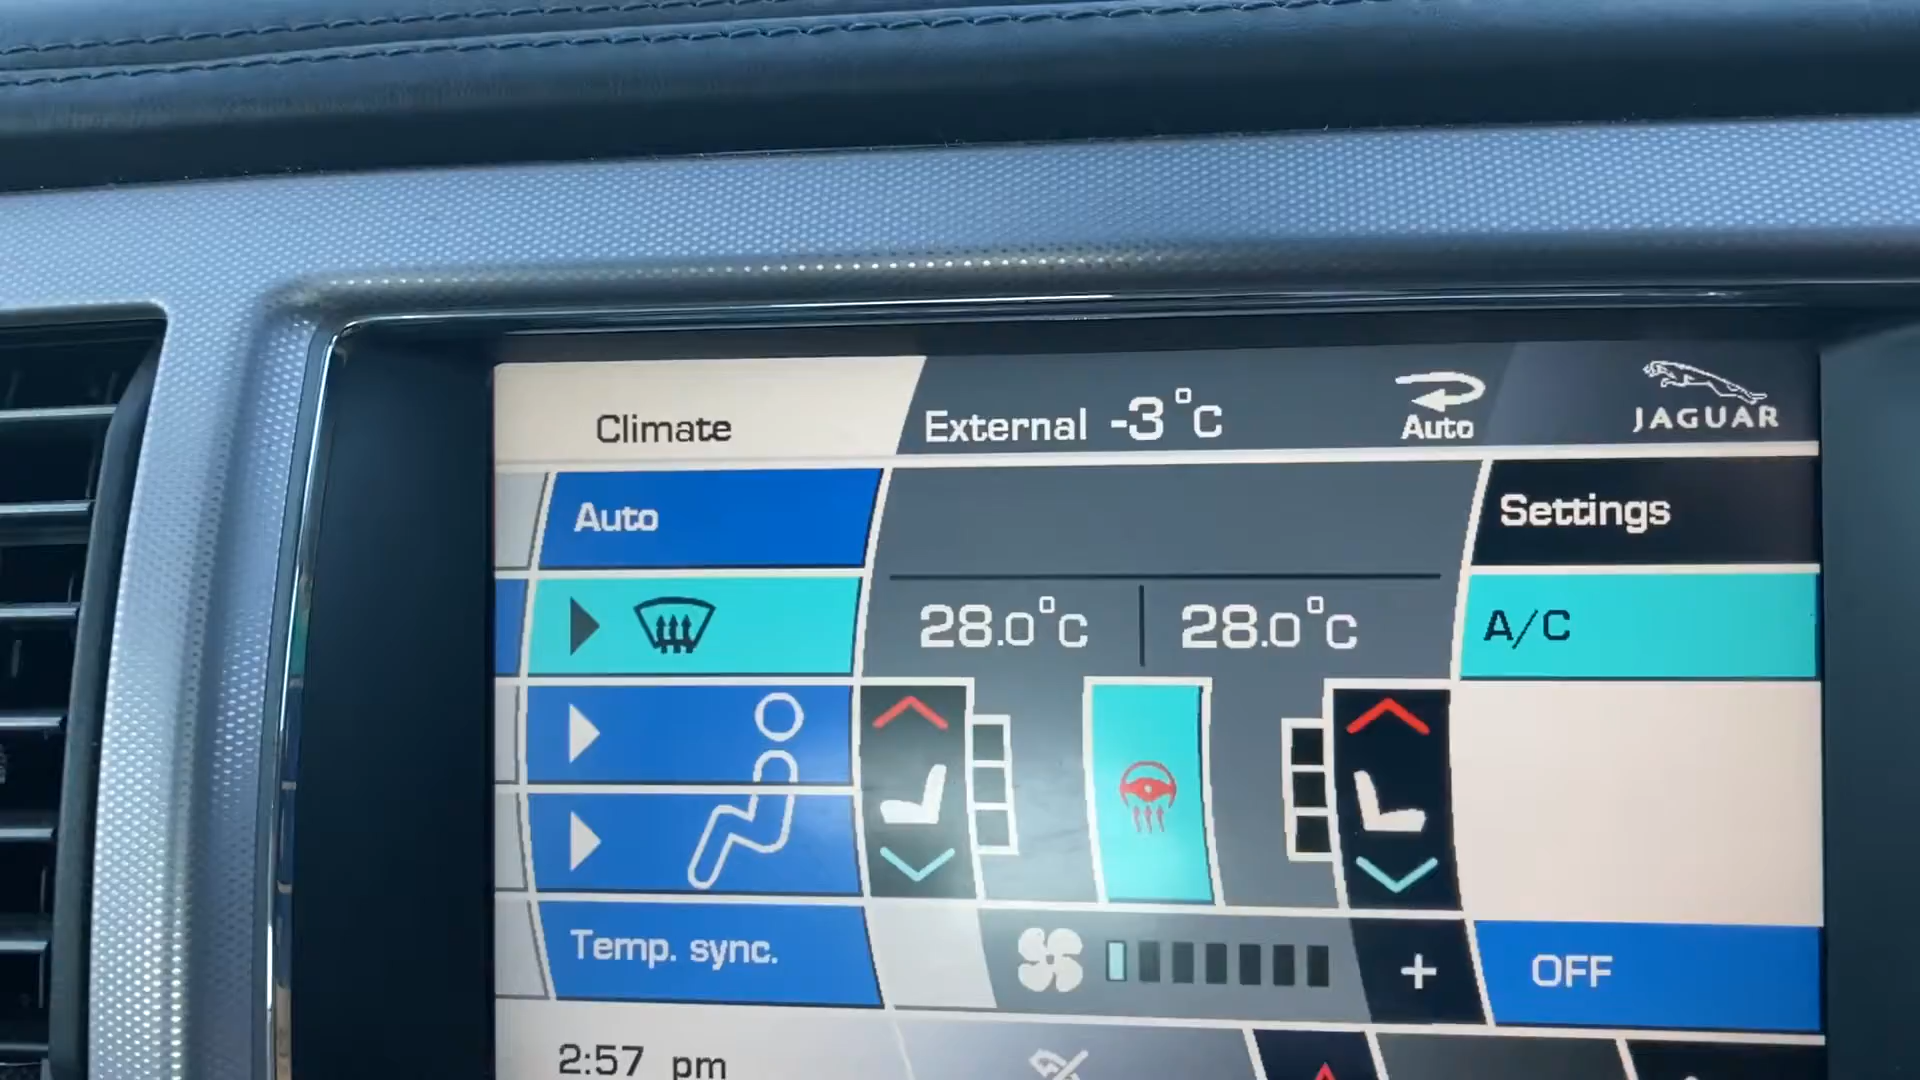 Climate
External -3°C
Auto
JAGUAR
Auto
Settings
28.0°C
28.0°C
A/C
Temp. sync.
+
OFF
2:57 pm